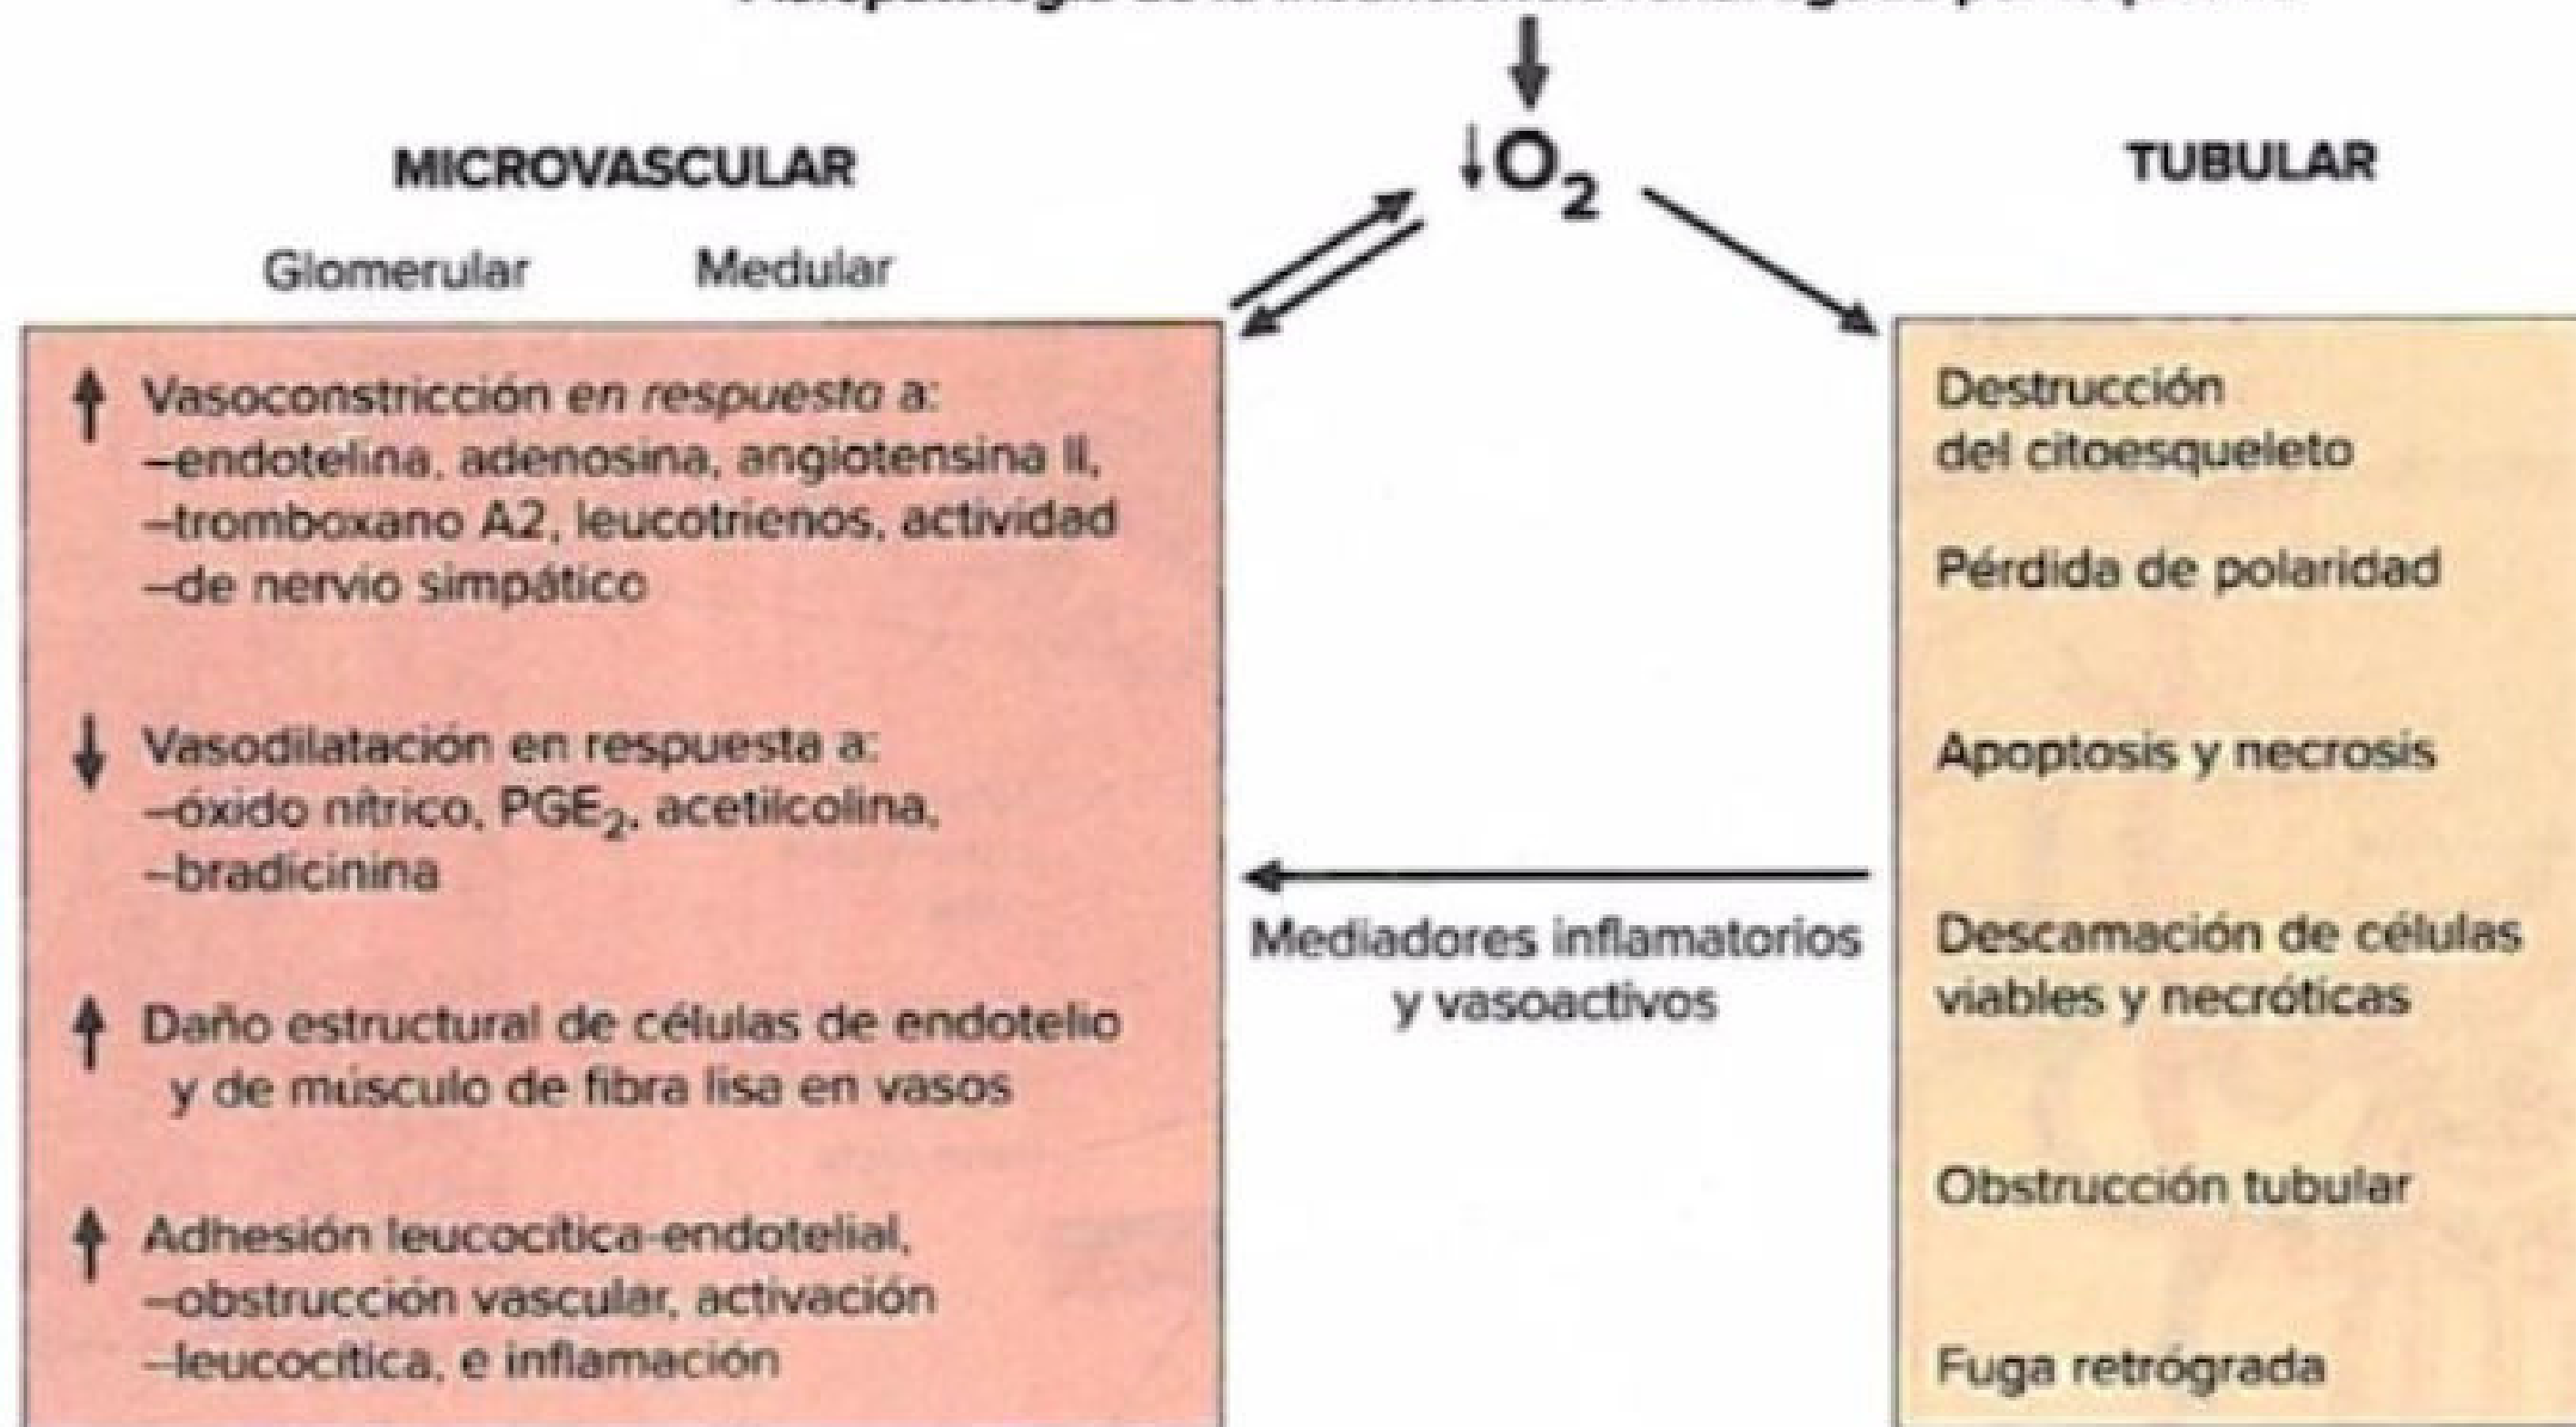 MICROVASCULAR
Glomerular Medular
↓O2
TUBULAR
Vasoconstricción en respuesta a:
–endotelina, adenosina, angiotensina II,
–tromboxano A2, leucotrienos, actividad
–de nervio simpático
Vasodilatación en respuesta a:
–óxido nítrico, PGE2, acetilcolina,
–bradicinina
Daño estructural de células de endotelio
y de músculo de fibra lisa en vasos
Adhesión leucocítica-endotelial,
–obstrucción vascular, activación
–leucocítica, e inflamación
Mediadores inflamatorios
y vasoactivos
Destrucción
del citoesqueleto
Pérdida de polaridad
Apoptosis y necrosis
Descamación de células
viables y necróticas
Obstrucción tubular
Fuga retrógrada